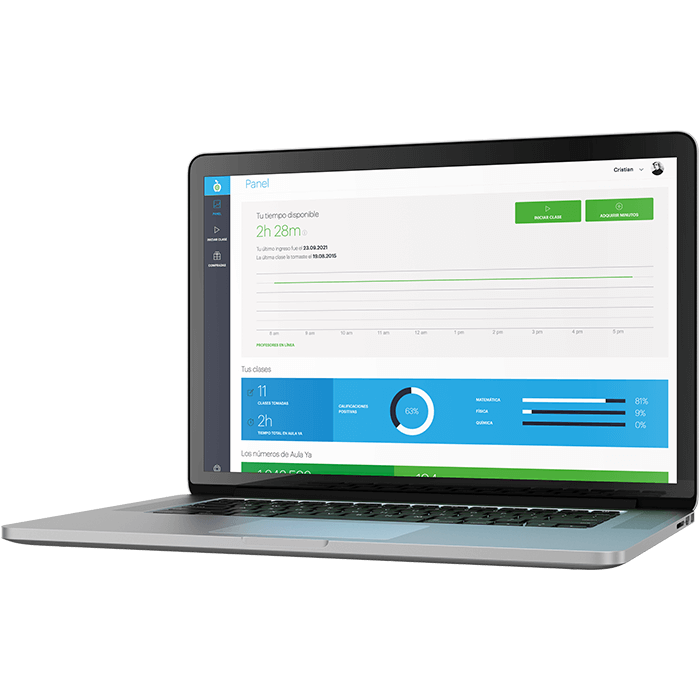 Cristian
Panel
PANEL
INICIAR CLASE
COMPRADAS
Tu tiempo disponible
2h 28m
INICIAR CLASE
ADQUIRIR MINUTOS
Tu último ingreso fue el 23.09.2021
La última clase la tomaste el 19.08.2015
8 am 9 am 10 am 11 am 12 am 1 pm 2 pm 3 pm 4 pm 5 pm
PROFESORES EN LÍNEA
Tus clases
11
CLASES TOMADAS
2h
TIEMPO TOTAL EN AULA YA
CALIFICACIONES
POSITIVAS
63%
MATEMÁTICA 81%
FÍSICA 9%
QUÍMICA 0%
Los números de Aula Ya